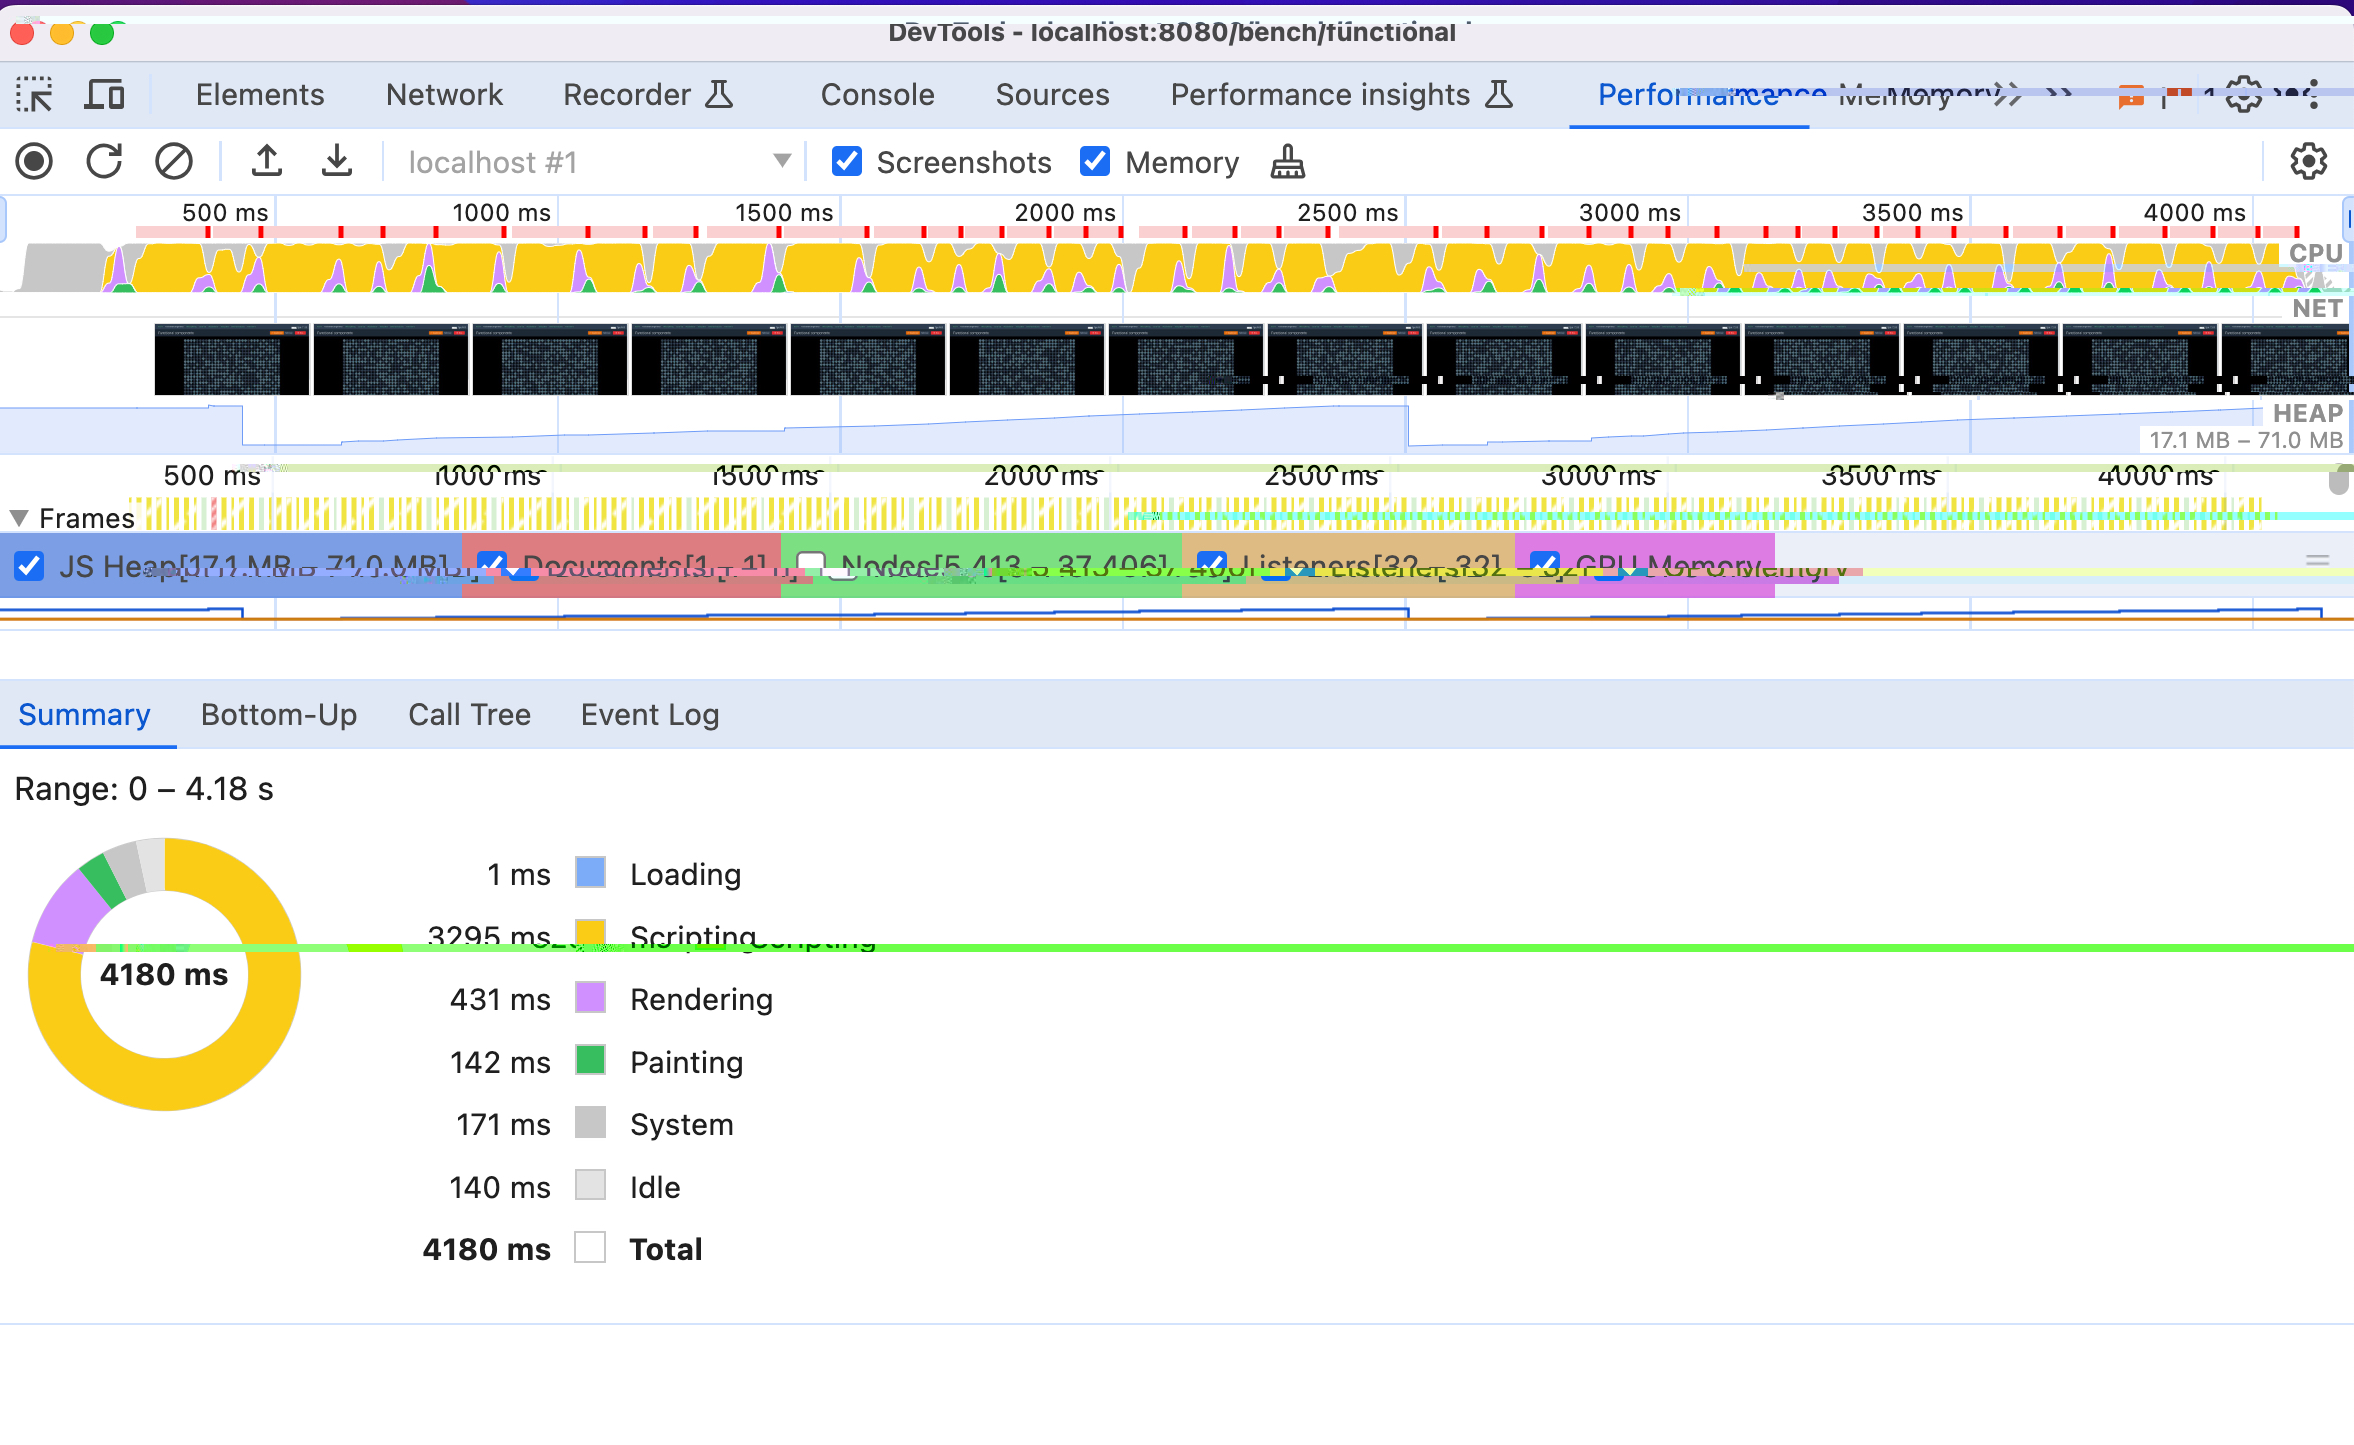 DevTools - localhost:8080/bench/functional
Elements Network Recorder Console Sources Performance insights Performance Memory 1
localhost #1 Screenshots Memory
500 ms 1000 ms 1500 ms 2000 ms 2500 ms 3000 ms 3500 ms 4000 ms
CPU
NET
HEAP
17.1 MB – 71.0 MB
500 ms 1000 ms 1500 ms 2000 ms 2500 ms 3000 ms 3500 ms 4000 ms
Frames
JS Heap[17.1 MB – 71.0 MB] Documents[1 – 1] Nodes[5 413 – 37 406] Listeners[32 – 32] GPU Memory
Summary Bottom-Up Call Tree Event Log
Range: 0 – 4.18 s
4180 ms
1 ms Loading
3295 ms Scripting
431 ms Rendering
142 ms Painting
171 ms System
140 ms Idle
4180 ms Total